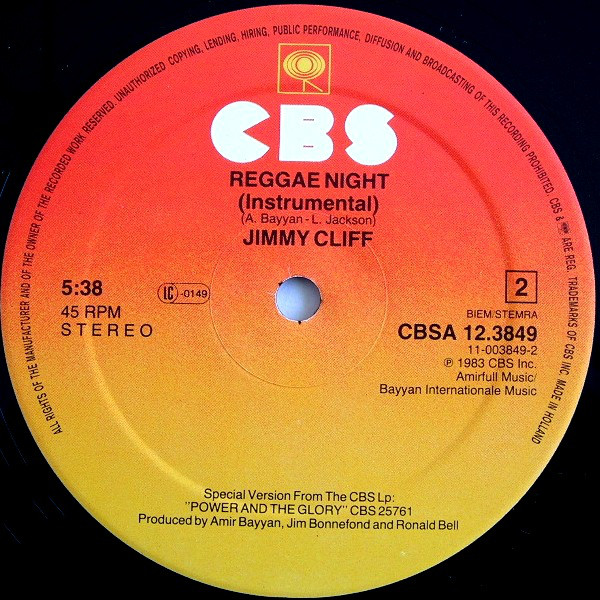 ALL RIGHTS OF THE MANUFACTURER AND OF THE OWNER OF THE RECORDED WORK RESERVED. UNAUTHORIZED COPYING, LENDING, HIRING, PUBLIC PERFORMANCE, DIFFUSION AND BROADCASTING OF THIS RECORDING PROHIBITED. CBS & ARE REG. TRADEMARKS OF CBS INC. MADE IN HOLLAND
CBS
REGGAE NIGHT
(Instrumental)
(A. Bayyan - L. Jackson)
JIMMY CLIFF
5:38
LC -0149
45 RPM
STEREO
2
BIEM/STEMRA
CBSA 12.3849
11-003849-2
℗ 1983 CBS Inc.
Amirfull Music/
Bayyan Internationale Music
Special Version From The CBS Lp:
"POWER AND THE GLORY" CBS 25761
Produced by Amir Bayyan, Jim Bonnefond and Ronald Bell